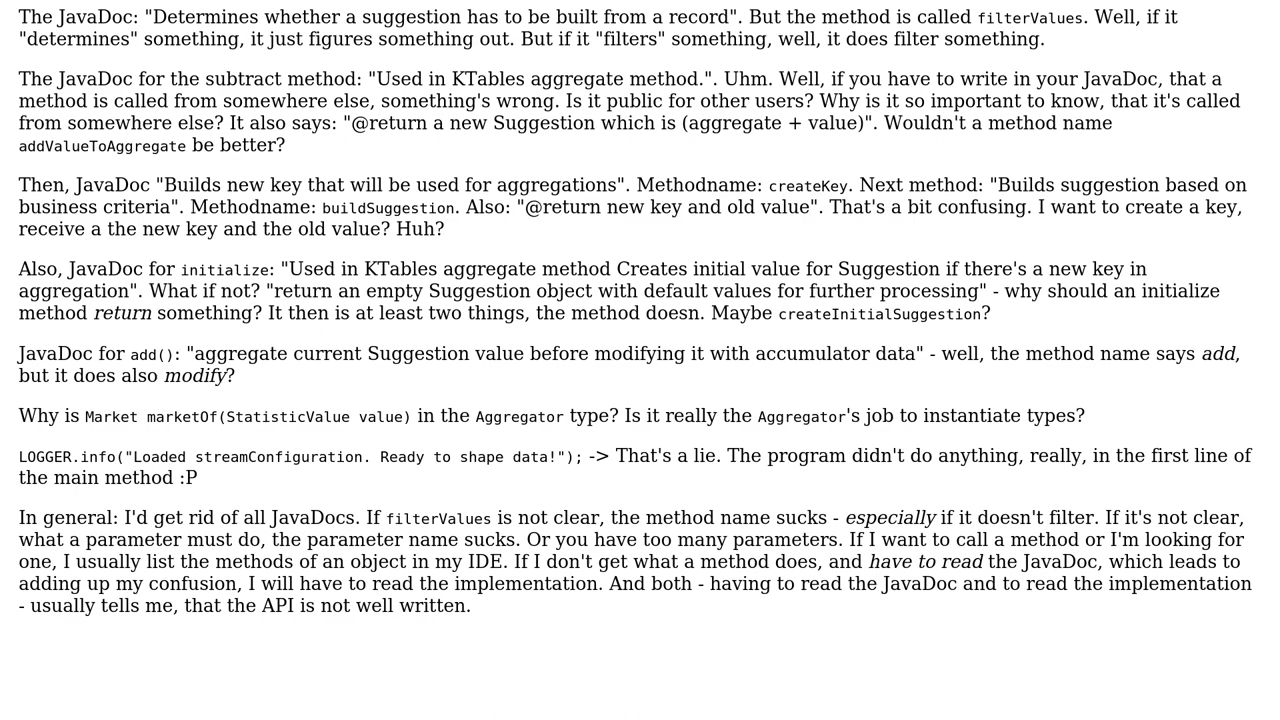 The JavaDoc: "Determines whether a suggestion has to be built from a record". But the method is called filterValues. Well, if it
"determines" something, it just figures something out. But if it "filters" something, well, it does filter something.
The JavaDoc for the subtract method: "Used in KTables aggregate method.". Uhm. Well, if you have to write in your JavaDoc, that a
method is called from somewhere else, something's wrong. Is it public for other users? Why is it so important to know, that it's called
from somewhere else? It also says: "@return a new Suggestion which is (aggregate + value)". Wouldn't a method name
addValueToAggregate be better?
Then, JavaDoc "Builds new key that will be used for aggregations". Methodname: createKey. Next method: "Builds suggestion based on
business criteria". Methodname: buildSuggestion. Also: "@return new key and old value". That's a bit confusing. I want to create a key,
receive a the new key and the old value? Huh?
Also, JavaDoc for initialize: "Used in KTables aggregate method Creates initial value for Suggestion if there's a new key in
aggregation". What if not? "return an empty Suggestion object with default values for further processing" - why should an initialize
method return something? It then is at least two things, the method doesn. Maybe createInitialSuggestion?
JavaDoc for add(): "aggregate current Suggestion value before modifying it with accumulator data" - well, the method name says add,
but it does also modify?
Why is Market marketOf(StatisticValue value) in the Aggregator type? Is it really the Aggregator's job to instantiate types?
LOGGER.info("Loaded streamConfiguration. Ready to shape data!"); -> That's a lie. The program didn't do anything, really, in the first line of
the main method :P
In general: I'd get rid of all JavaDocs. If filterValues is not clear, the method name sucks - especially if it doesn't filter. If it's not clear,
what a parameter must do, the parameter name sucks. Or you have too many parameters. If I want to call a method or I'm looking for
one, I usually list the methods of an object in my IDE. If I don't get what a method does, and have to read the JavaDoc, which leads to
adding up my confusion, I will have to read the implementation. And both - having to read the JavaDoc and to read the implementation
- usually tells me, that the API is not well written.